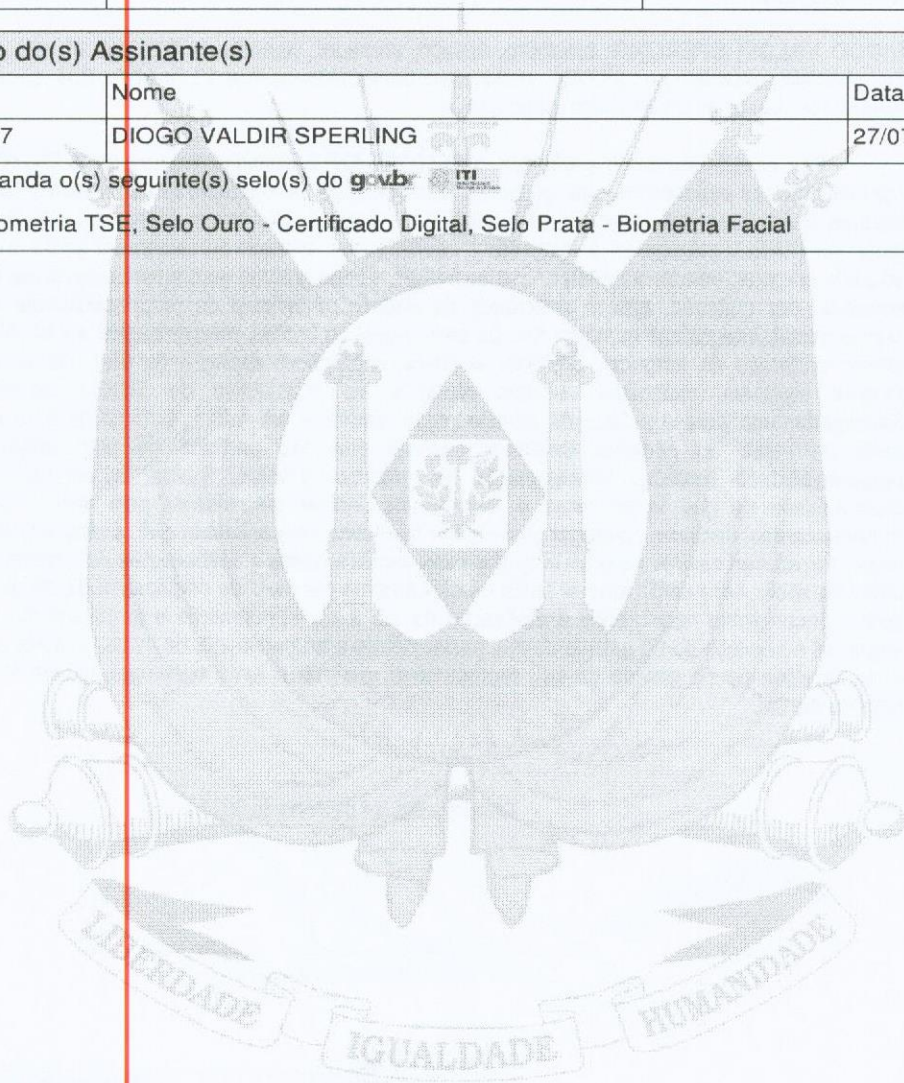 o do(s) Assinante(s)
Nome Data
7 DIOGO VALDIR SPERLING 27/07
anda o(s) seguinte(s) selo(s) do gov.br ITI
ometria TSE, Selo Ouro - Certificado Digital, Selo Prata - Biometria Facial
LIBERDADE IGUALDADE HUMANIDADE